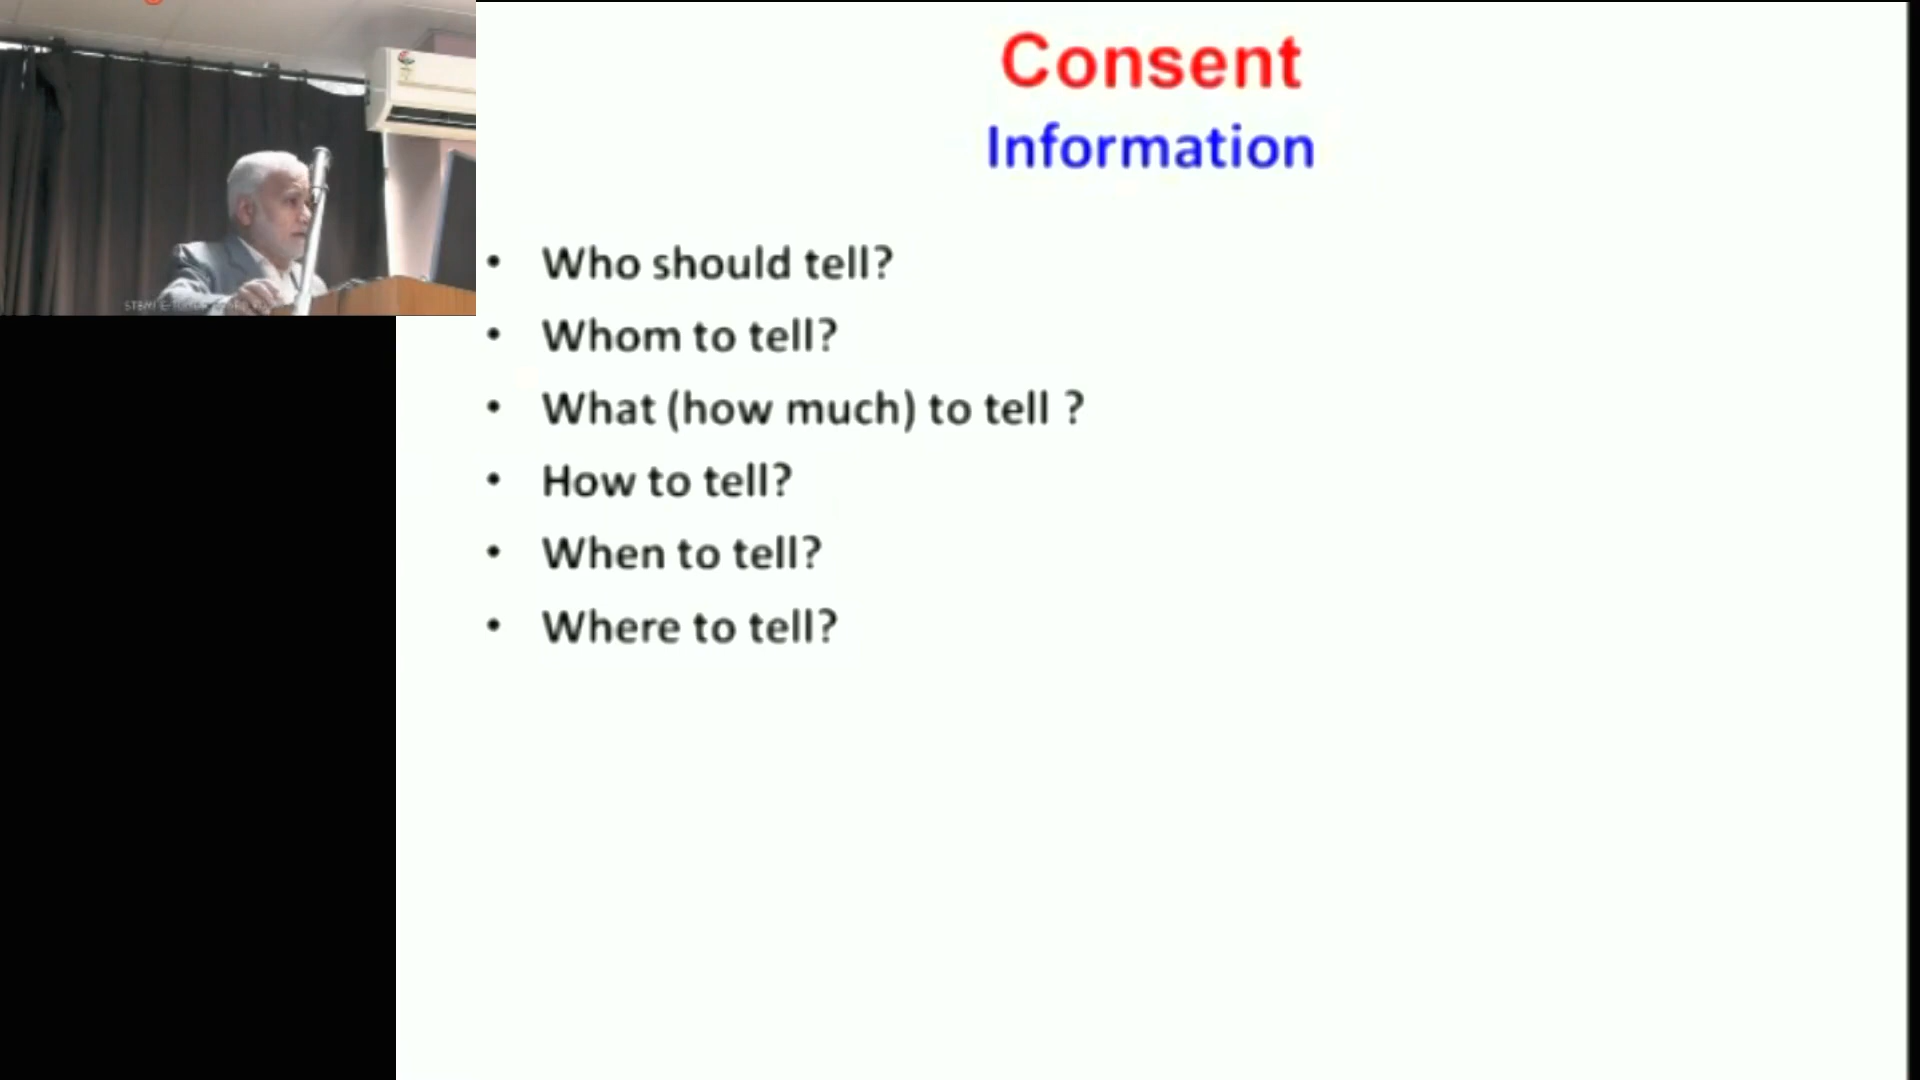 Consent
Information
• Who should tell?
• Whom to tell?
• What (how much) to tell ?
• How to tell?
• When to tell?
• Where to tell?